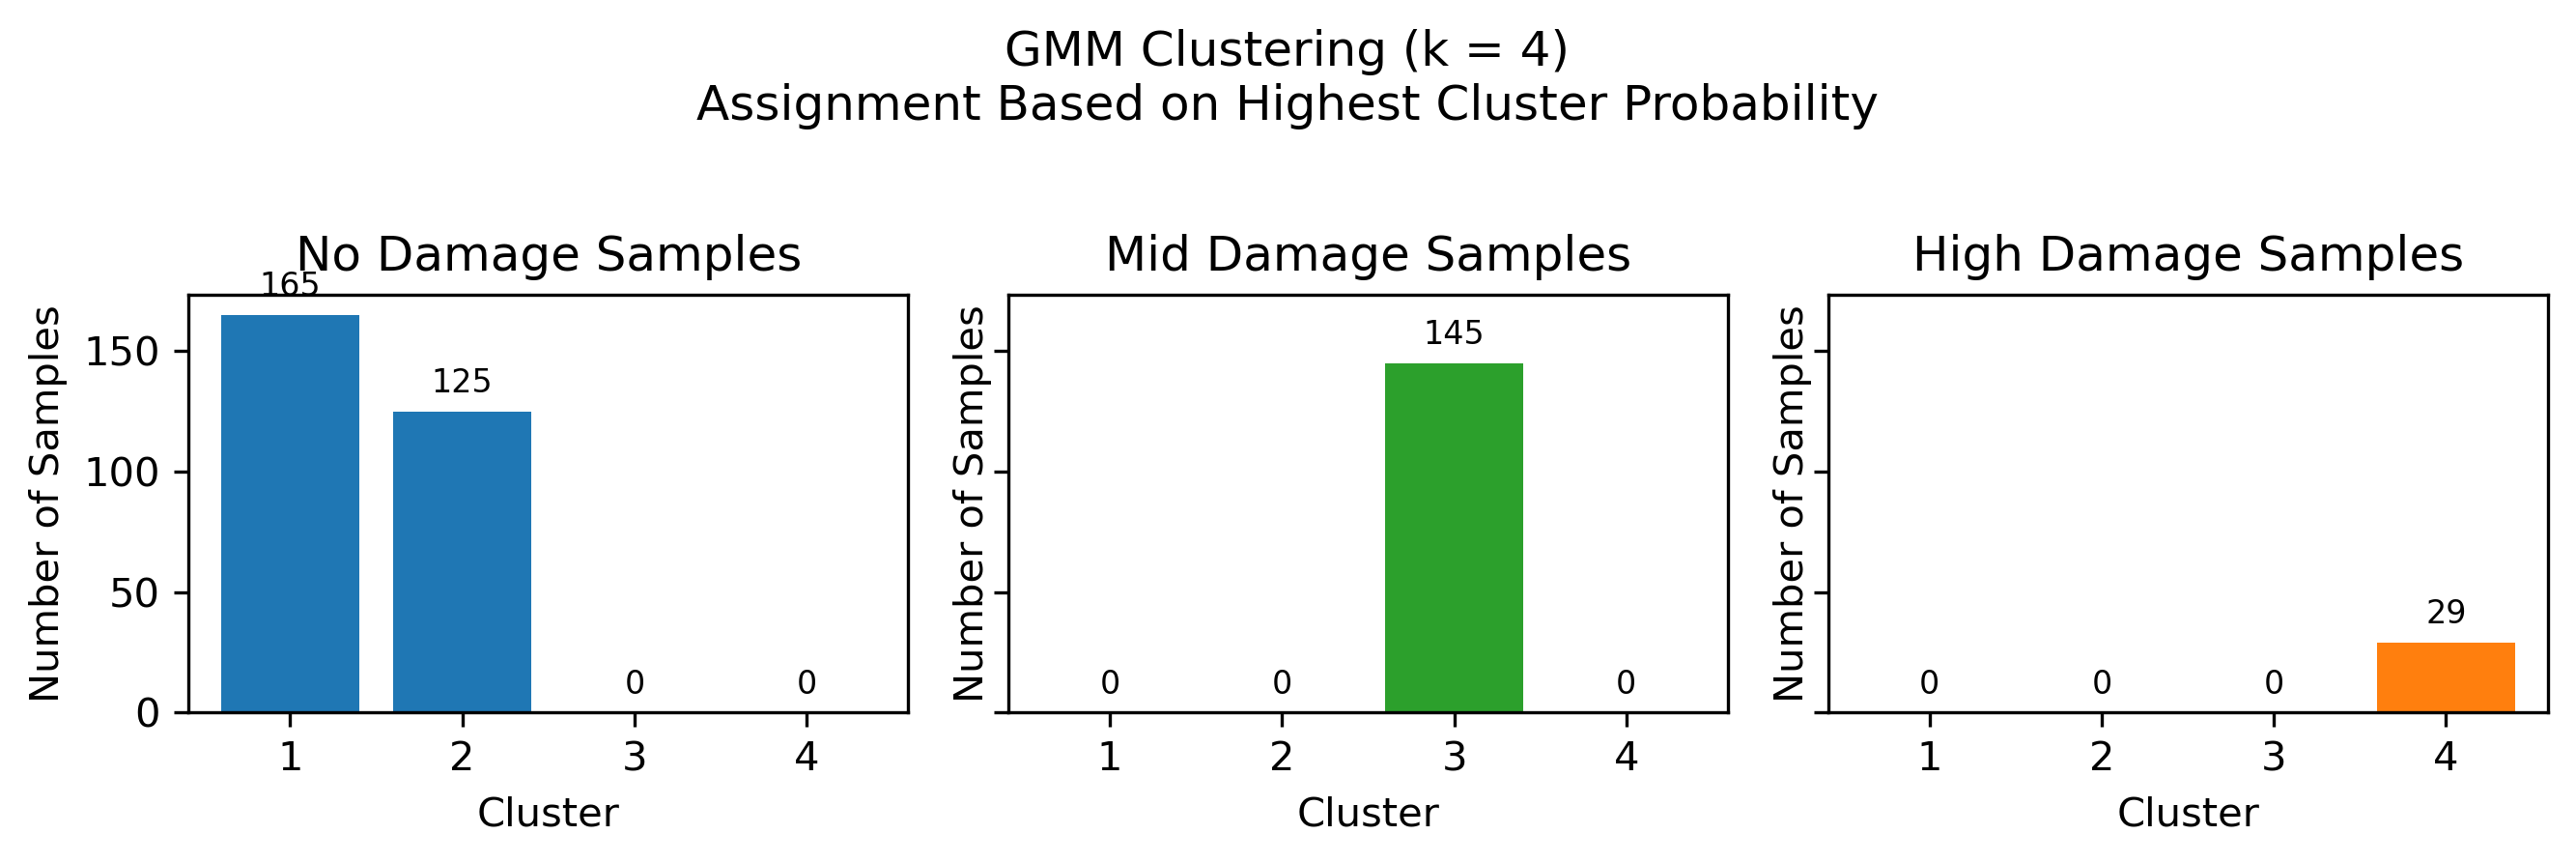 GMM Clustering (k = 4)
Assignment Based on Highest Cluster Probability
No Damage Samples
165
125
0
0
150
100
50
0
Number of Samples
1
2
3
4
Cluster
Mid Damage Samples
0
0
145
0
Number of Samples
1
2
3
4
Cluster
High Damage Samples
0
0
0
29
Number of Samples
1
2
3
4
Cluster